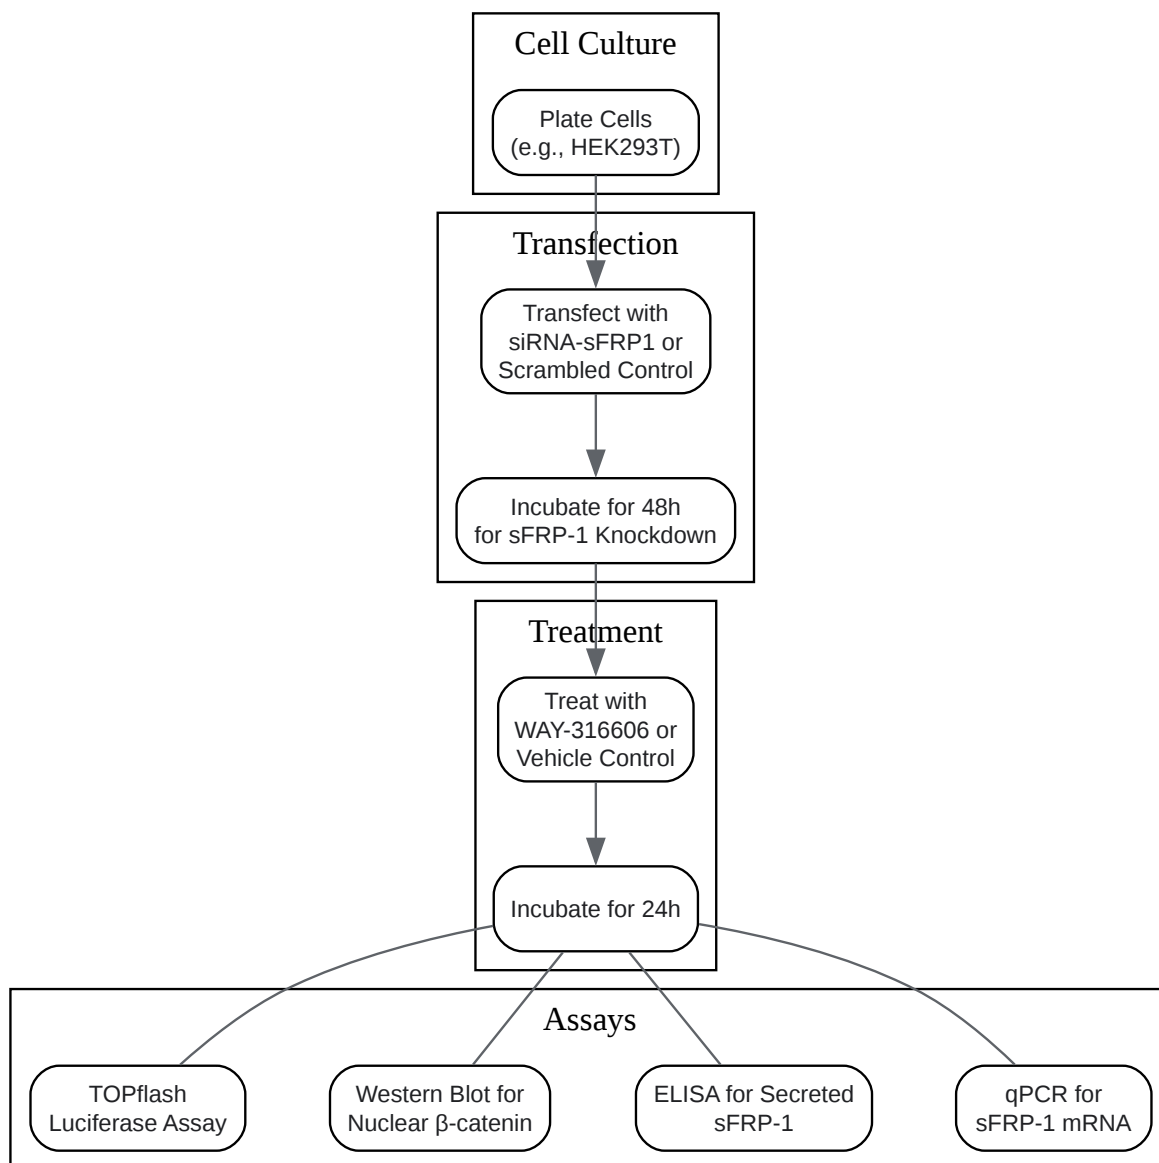 Cell Culture
Plate Cells
(e.g., HEK293T)
Transfection
Transfect with
siRNA-sFRP1 or
Scrambled Control
Incubate for 48h
for sFRP-1 Knockdown
Treatment
Treat with
WAY-316606 or
Vehicle Control
Incubate for 24h
Assays
TOPflash
Luciferase Assay
Western Blot for
Nuclear β-catenin
ELISA for Secreted
sFRP-1
qPCR for
sFRP-1 mRNA